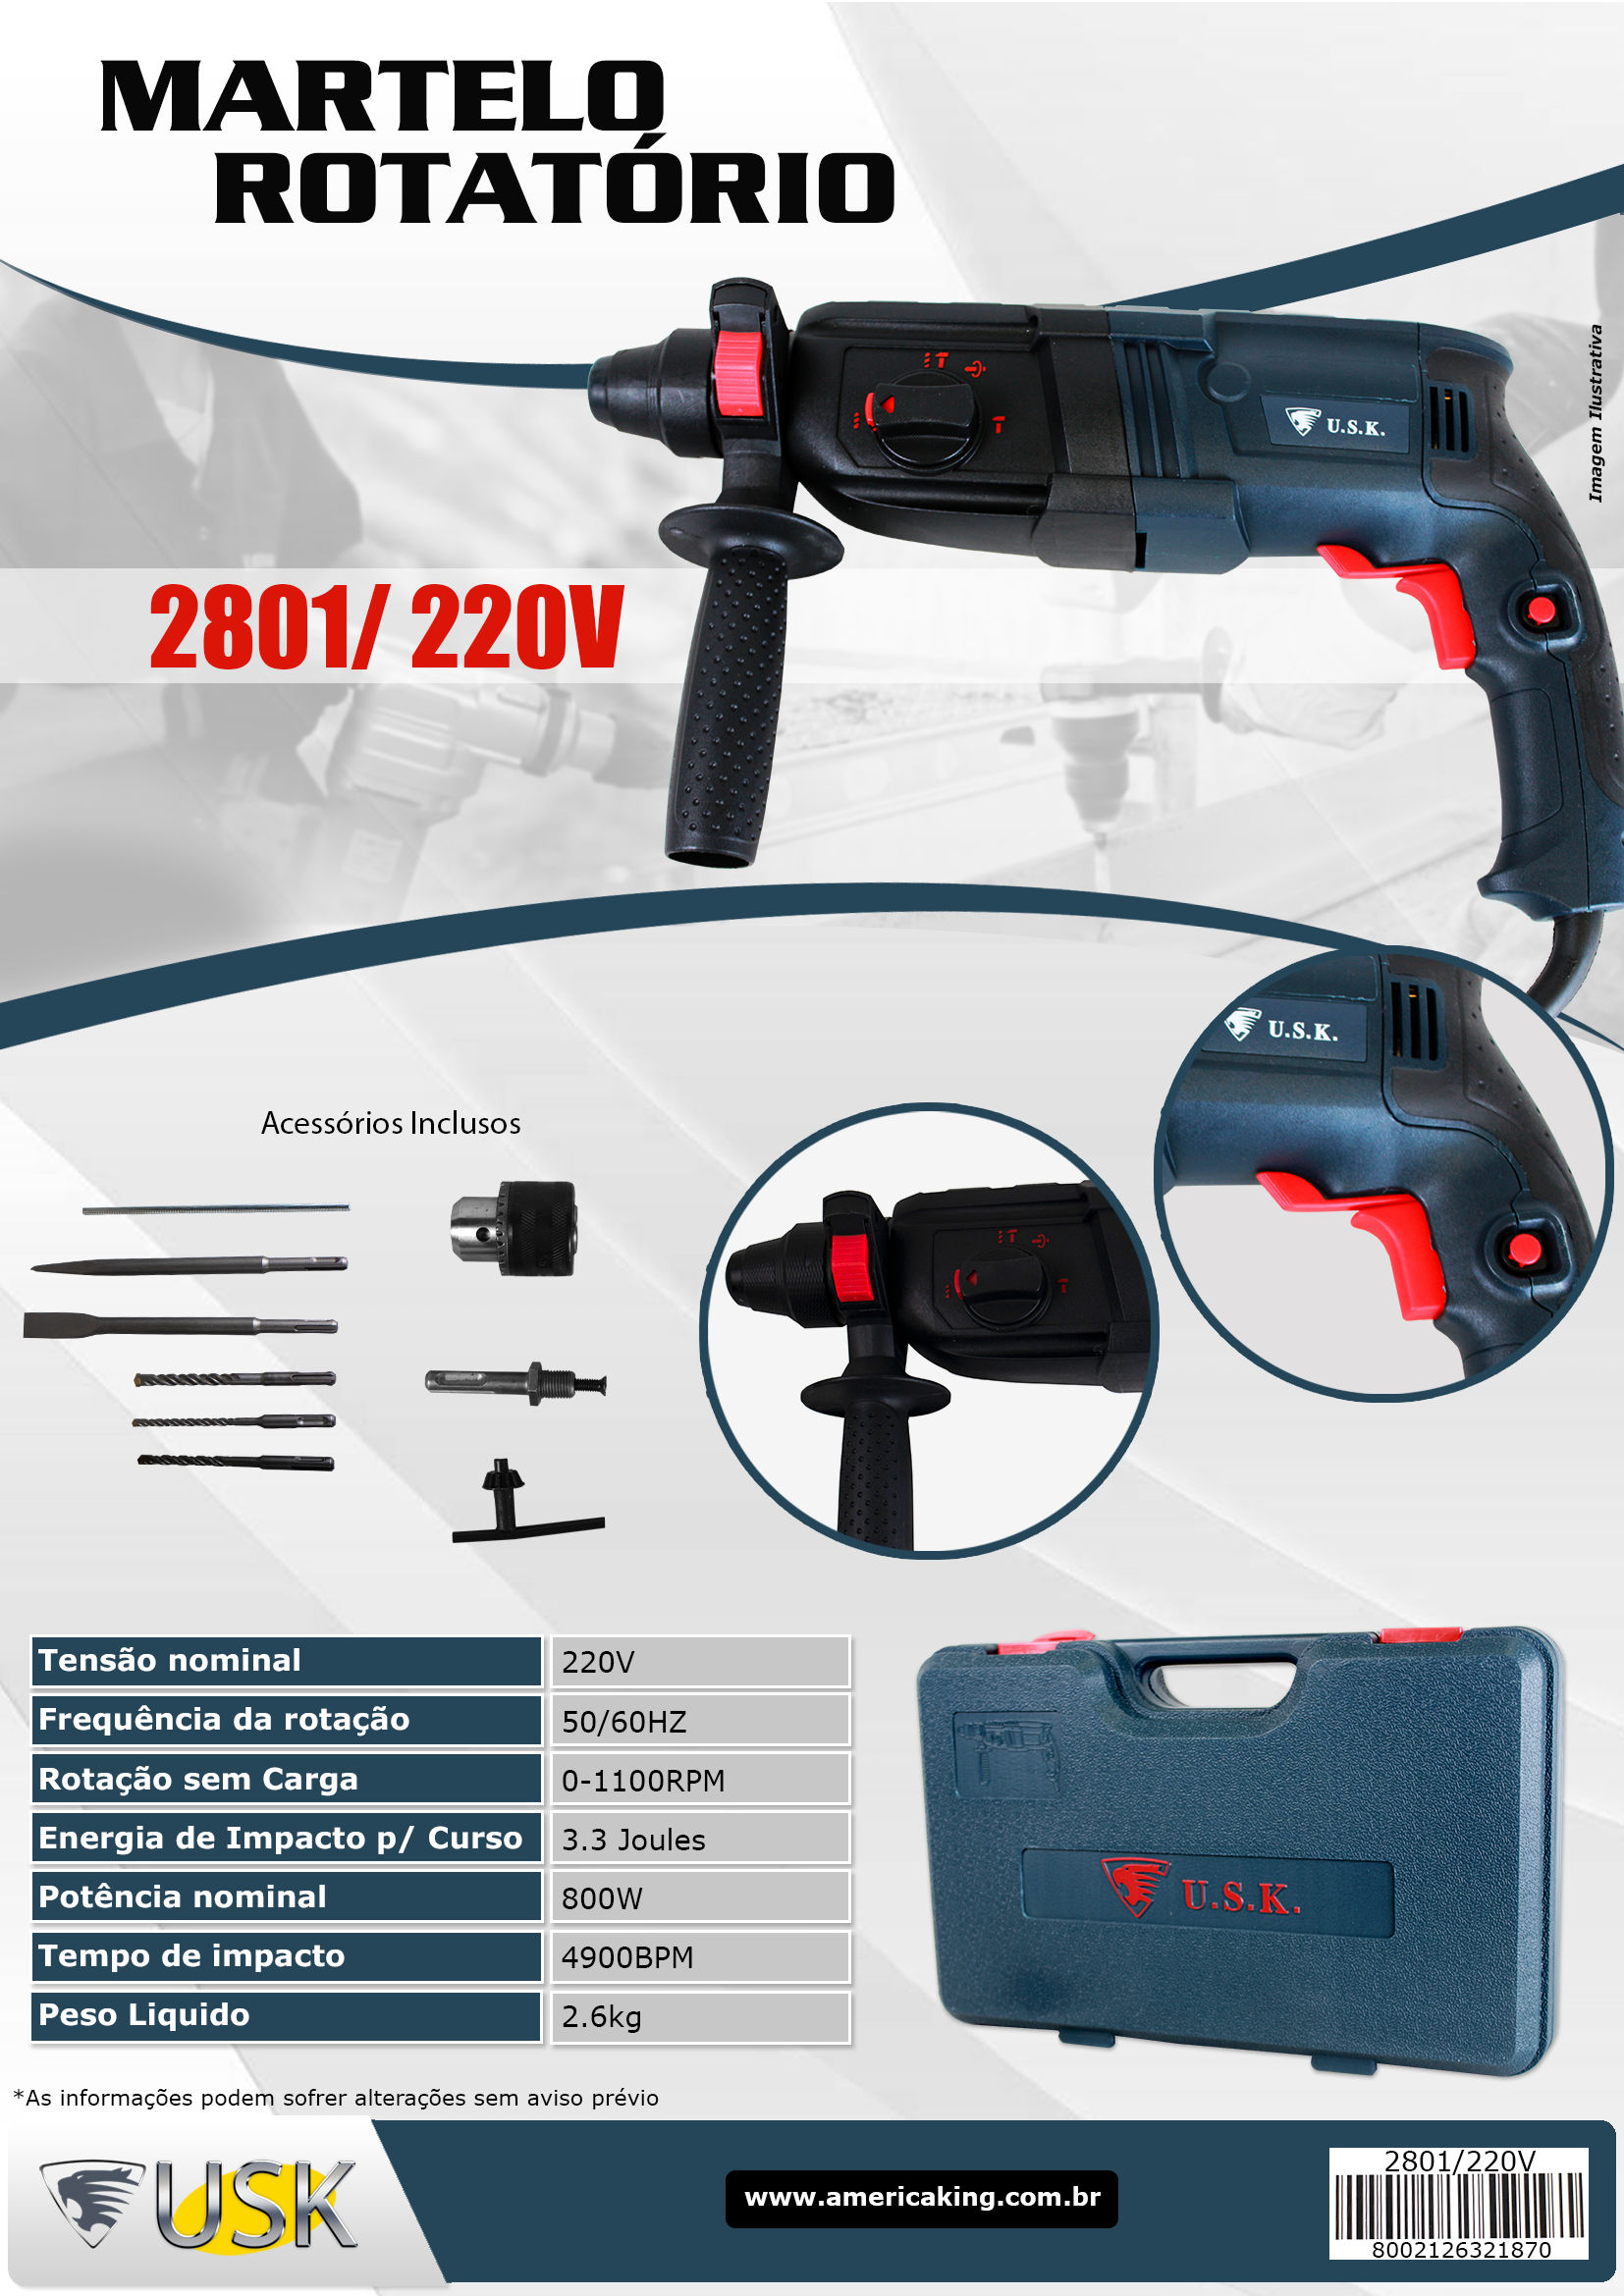 MARTELO
ROTATÓRIO
Imagem Ilustrativa
U.S.K.
2801/ 220V
U.S.K.
Acessórios Inclusos
Tensão nominal 220V
Frequência da rotação 50/60HZ
Rotação sem Carga 0-1100RPM
Energia de Impacto p/ Curso 3.3 Joules
Potência nominal 800W
Tempo de impacto 4900BPM
Peso Liquido 2.6kg
U.S.K.
*As informações podem sofrer alterações sem aviso prévio
USK
www.americaking.com.br
2801/220V
8002126321870